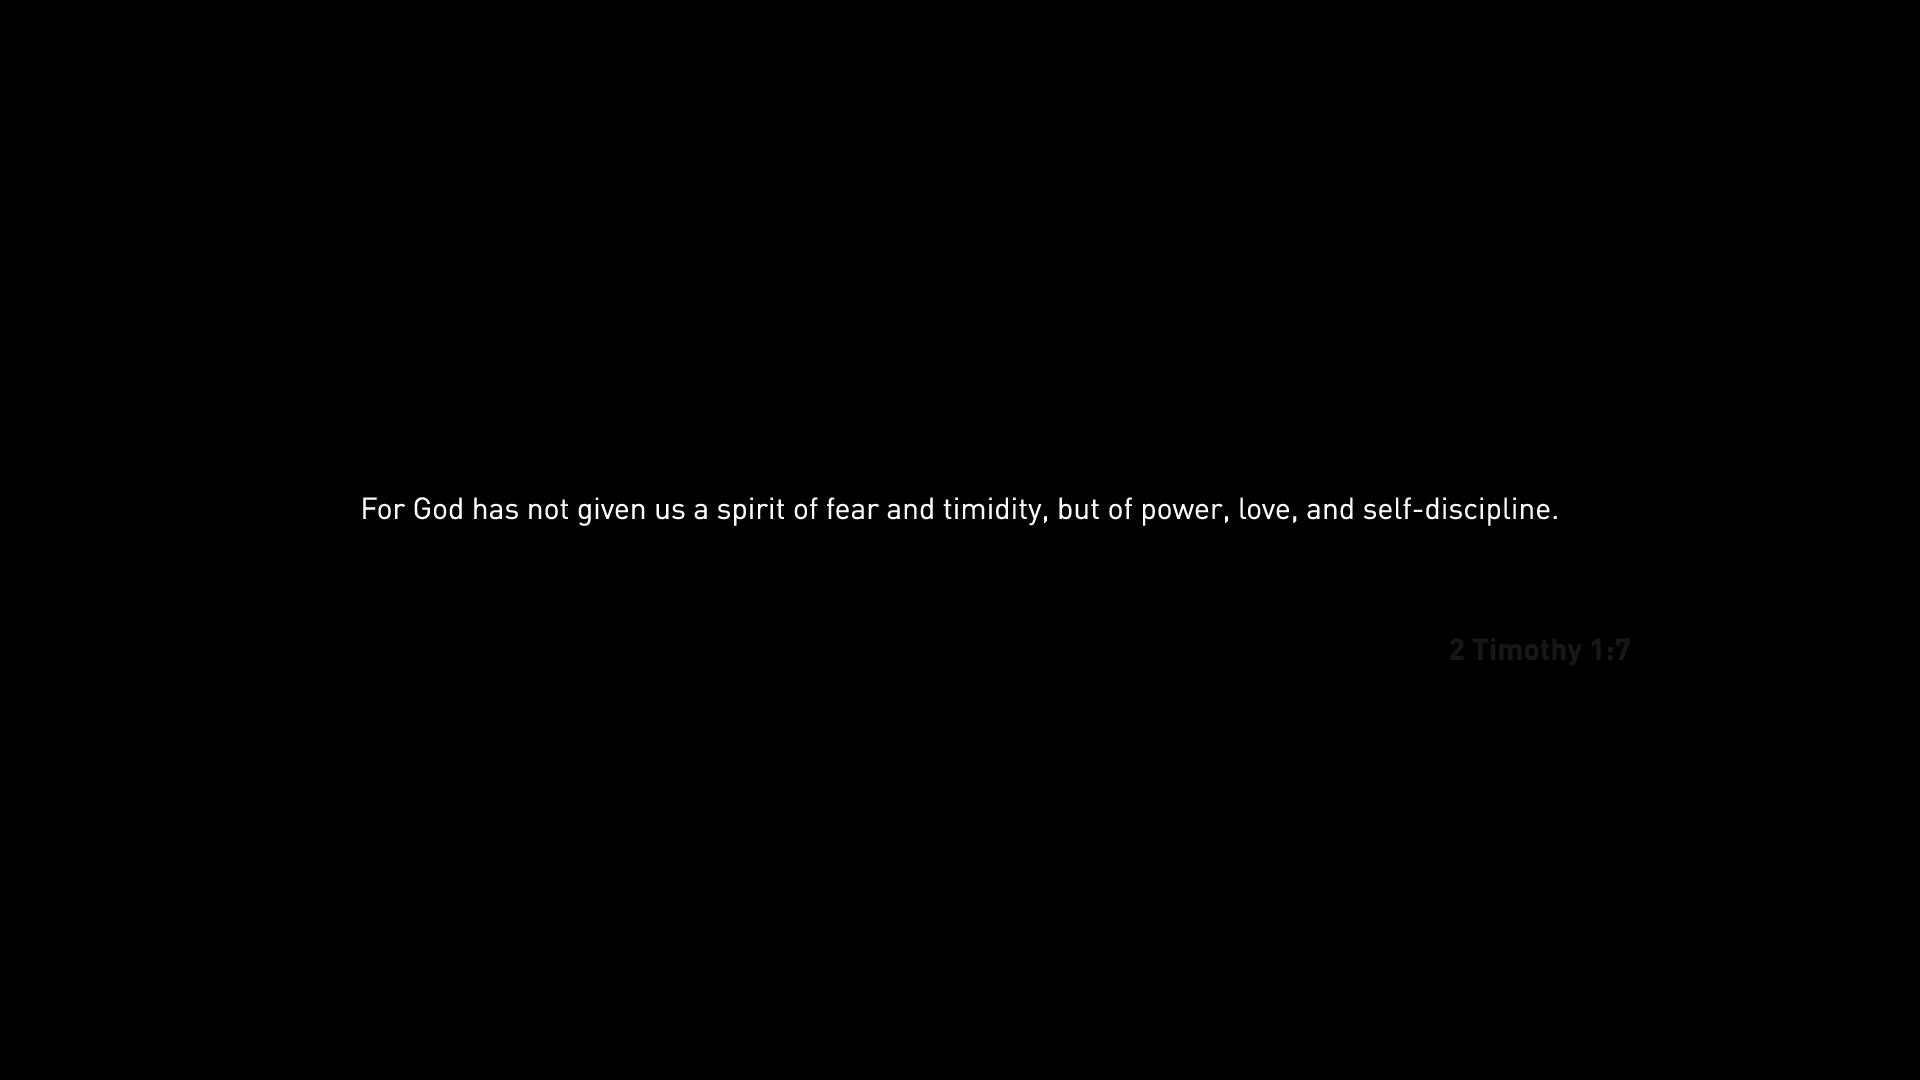 For God has not given us a spirit of fear and timidity, but of power, love, and self-discipline.
2 Timothy 1:7